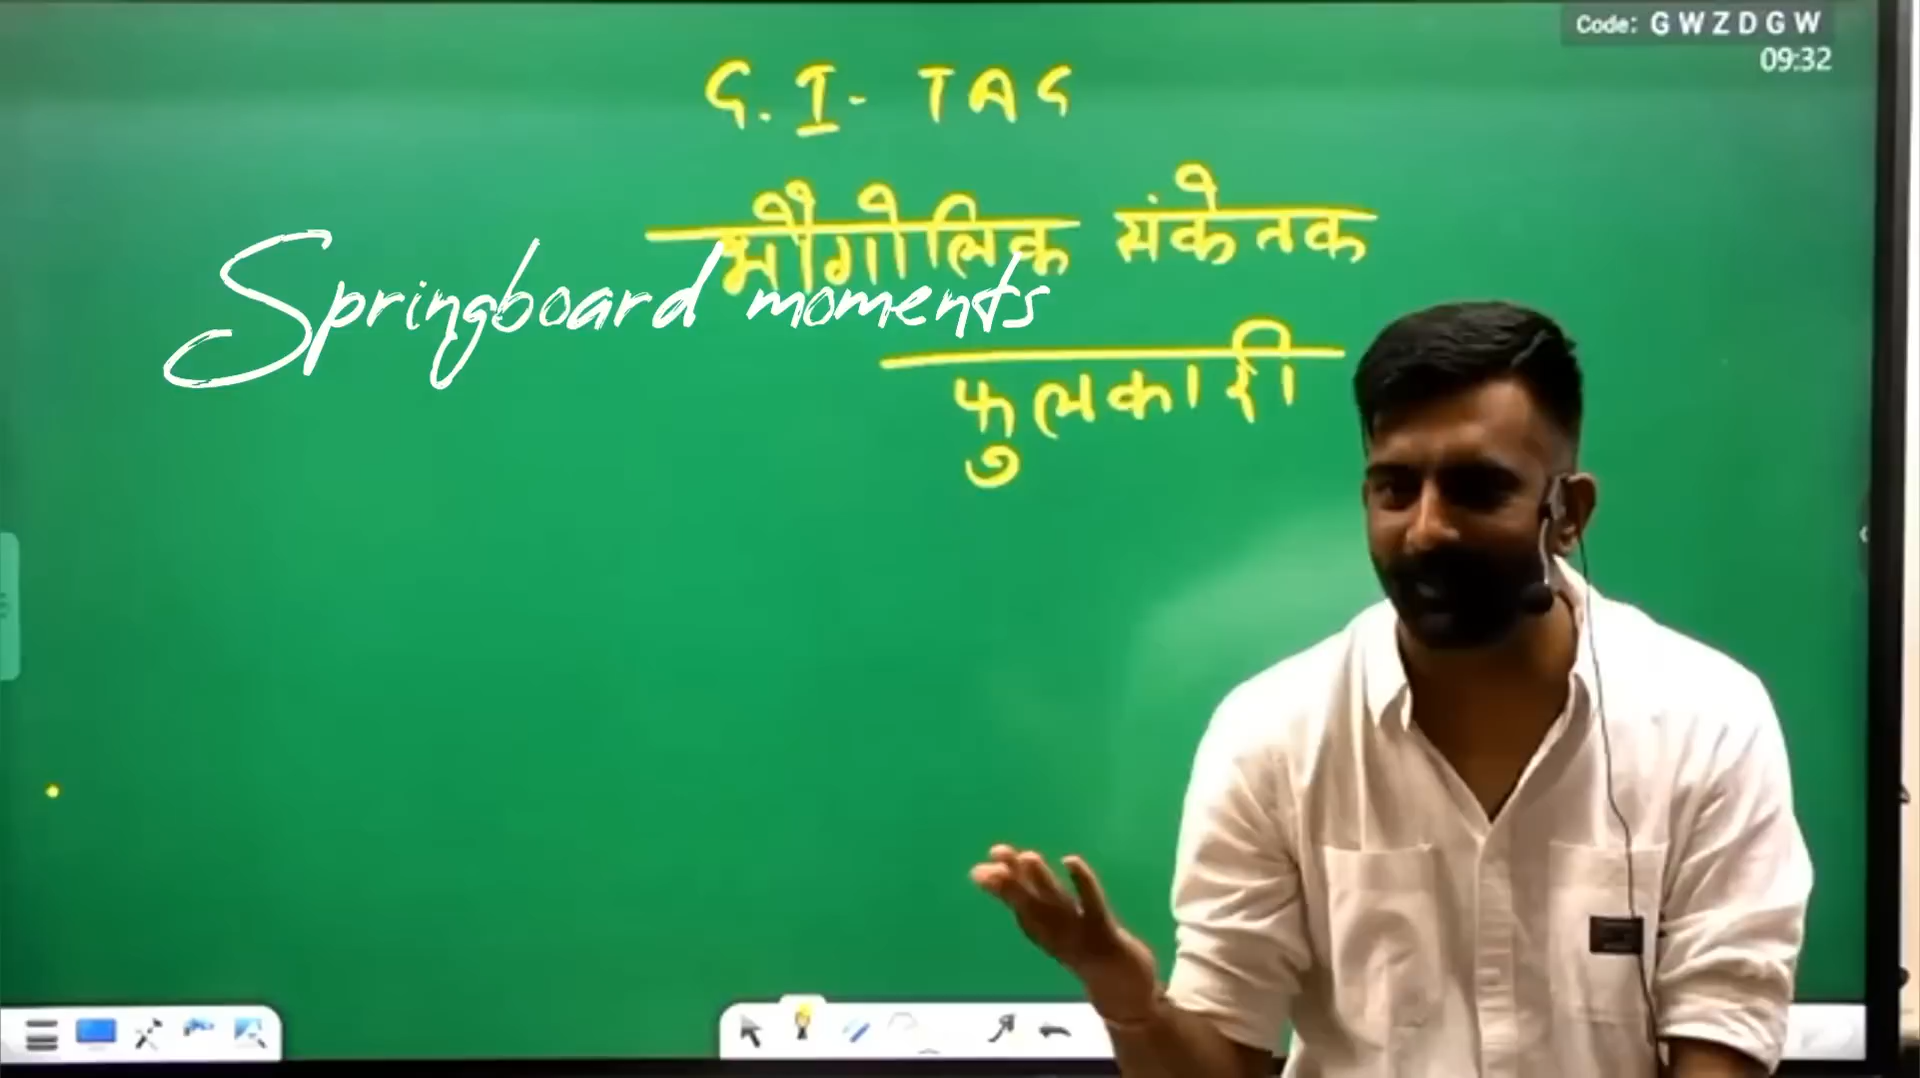 Code: GWZDGW
09:32
G.I- TAG
भौगोलिक संकेतक
Springboard moments
फुलकारी